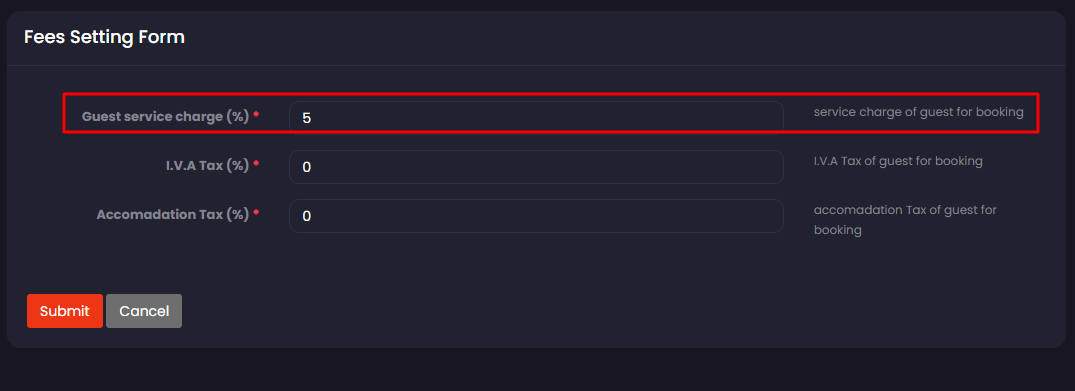 Fees Setting Form
Guest service charge (%) *
5
service charge of guest for booking
I.V.A Tax (%) *
0
I.V.A Tax of guest for booking
Accomadation Tax (%) *
0
accomadation Tax of guest for
booking
Submit
Cancel